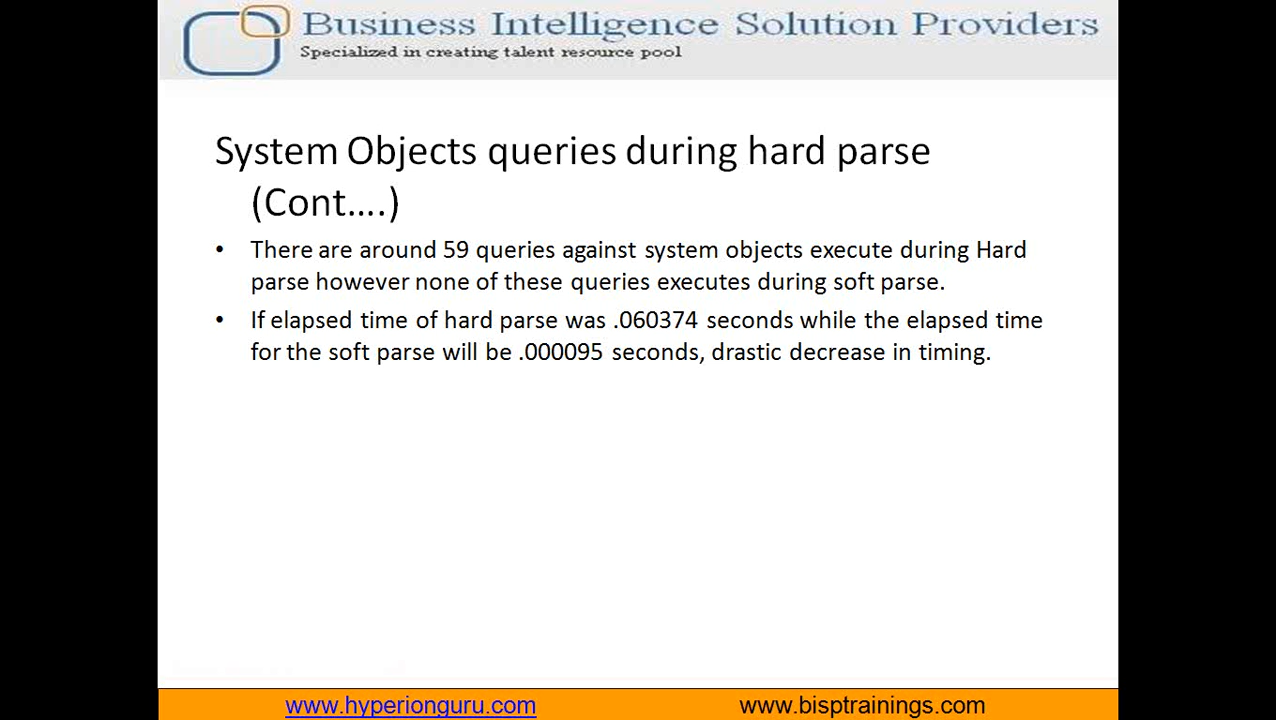 Business Intelligence Solution Providers
Specialized in creating talent resource pool
System Objects queries during hard parse
(Cont....)
• There are around 59 queries against system objects execute during Hard
parse however none of these queries executes during soft parse.
• If elapsed time of hard parse was .060374 seconds while the elapsed time
for the soft parse will be .000095 seconds, drastic decrease in timing.
www.hyperionguru.com www.bisptrainings.com